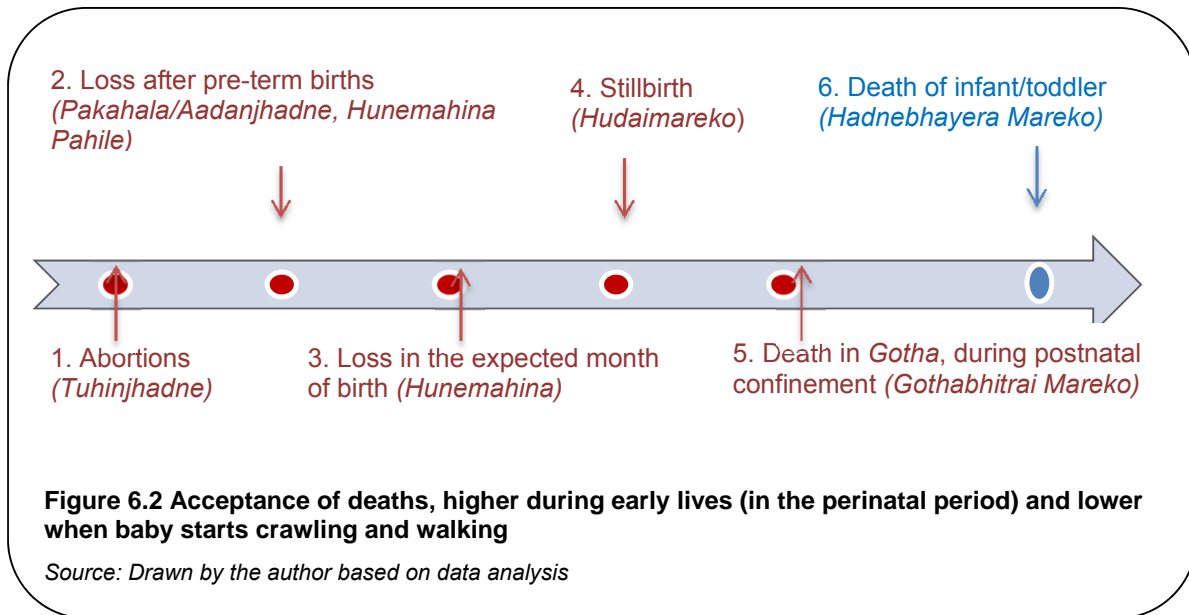 2. Loss after pre-term births
(Pakahala/Aadanjhadne, Hunemahina
Pahile)
4. Stillbirth
(Hudaimareko)
6. Death of infant/toddler
(Hadnebhayera Mareko)
1. Abortions
(Tuhinjhadne)
3. Loss in the expected month
of birth (Hunemahina)
5. Death in Gotha, during postnatal
confinement (Gothabhitrai Mareko)
Figure 6.2 Acceptance of deaths, higher during early lives (in the perinatal period) and lower
when baby starts crawling and walking
Source: Drawn by the author based on data analysis